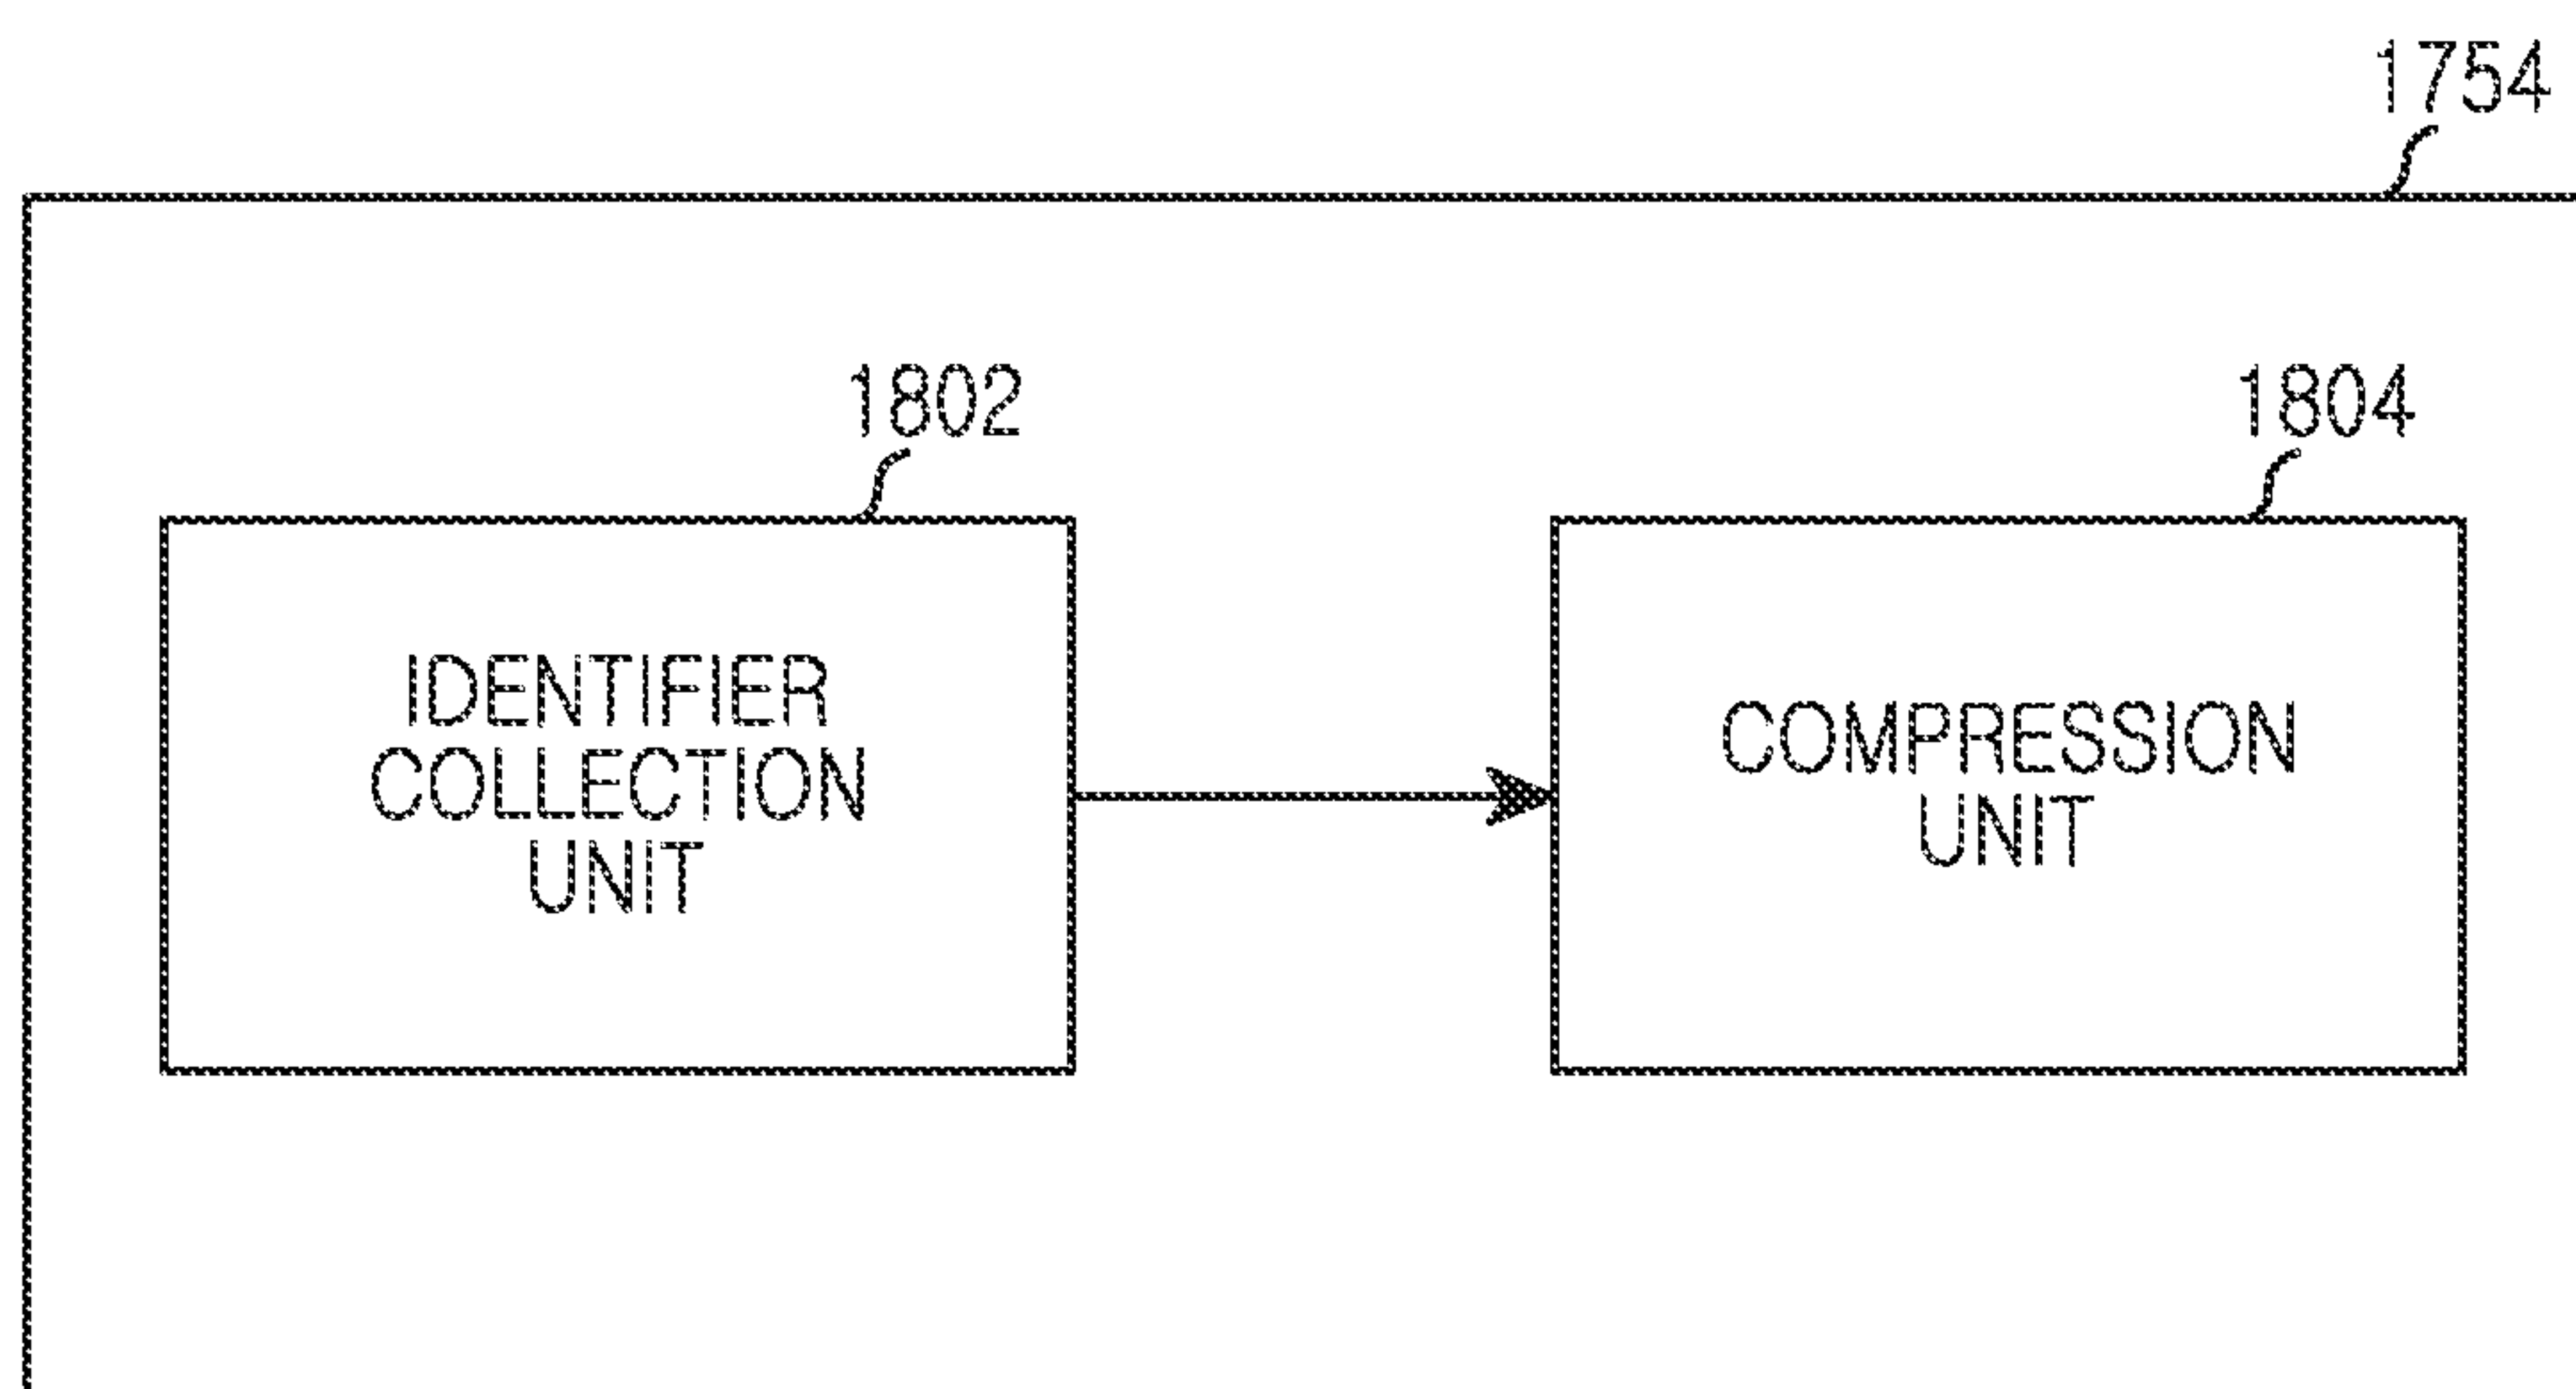 1754
1802
1804
IDENTIFIER
COLLECTION
UNIT
COMPRESSION
UNIT